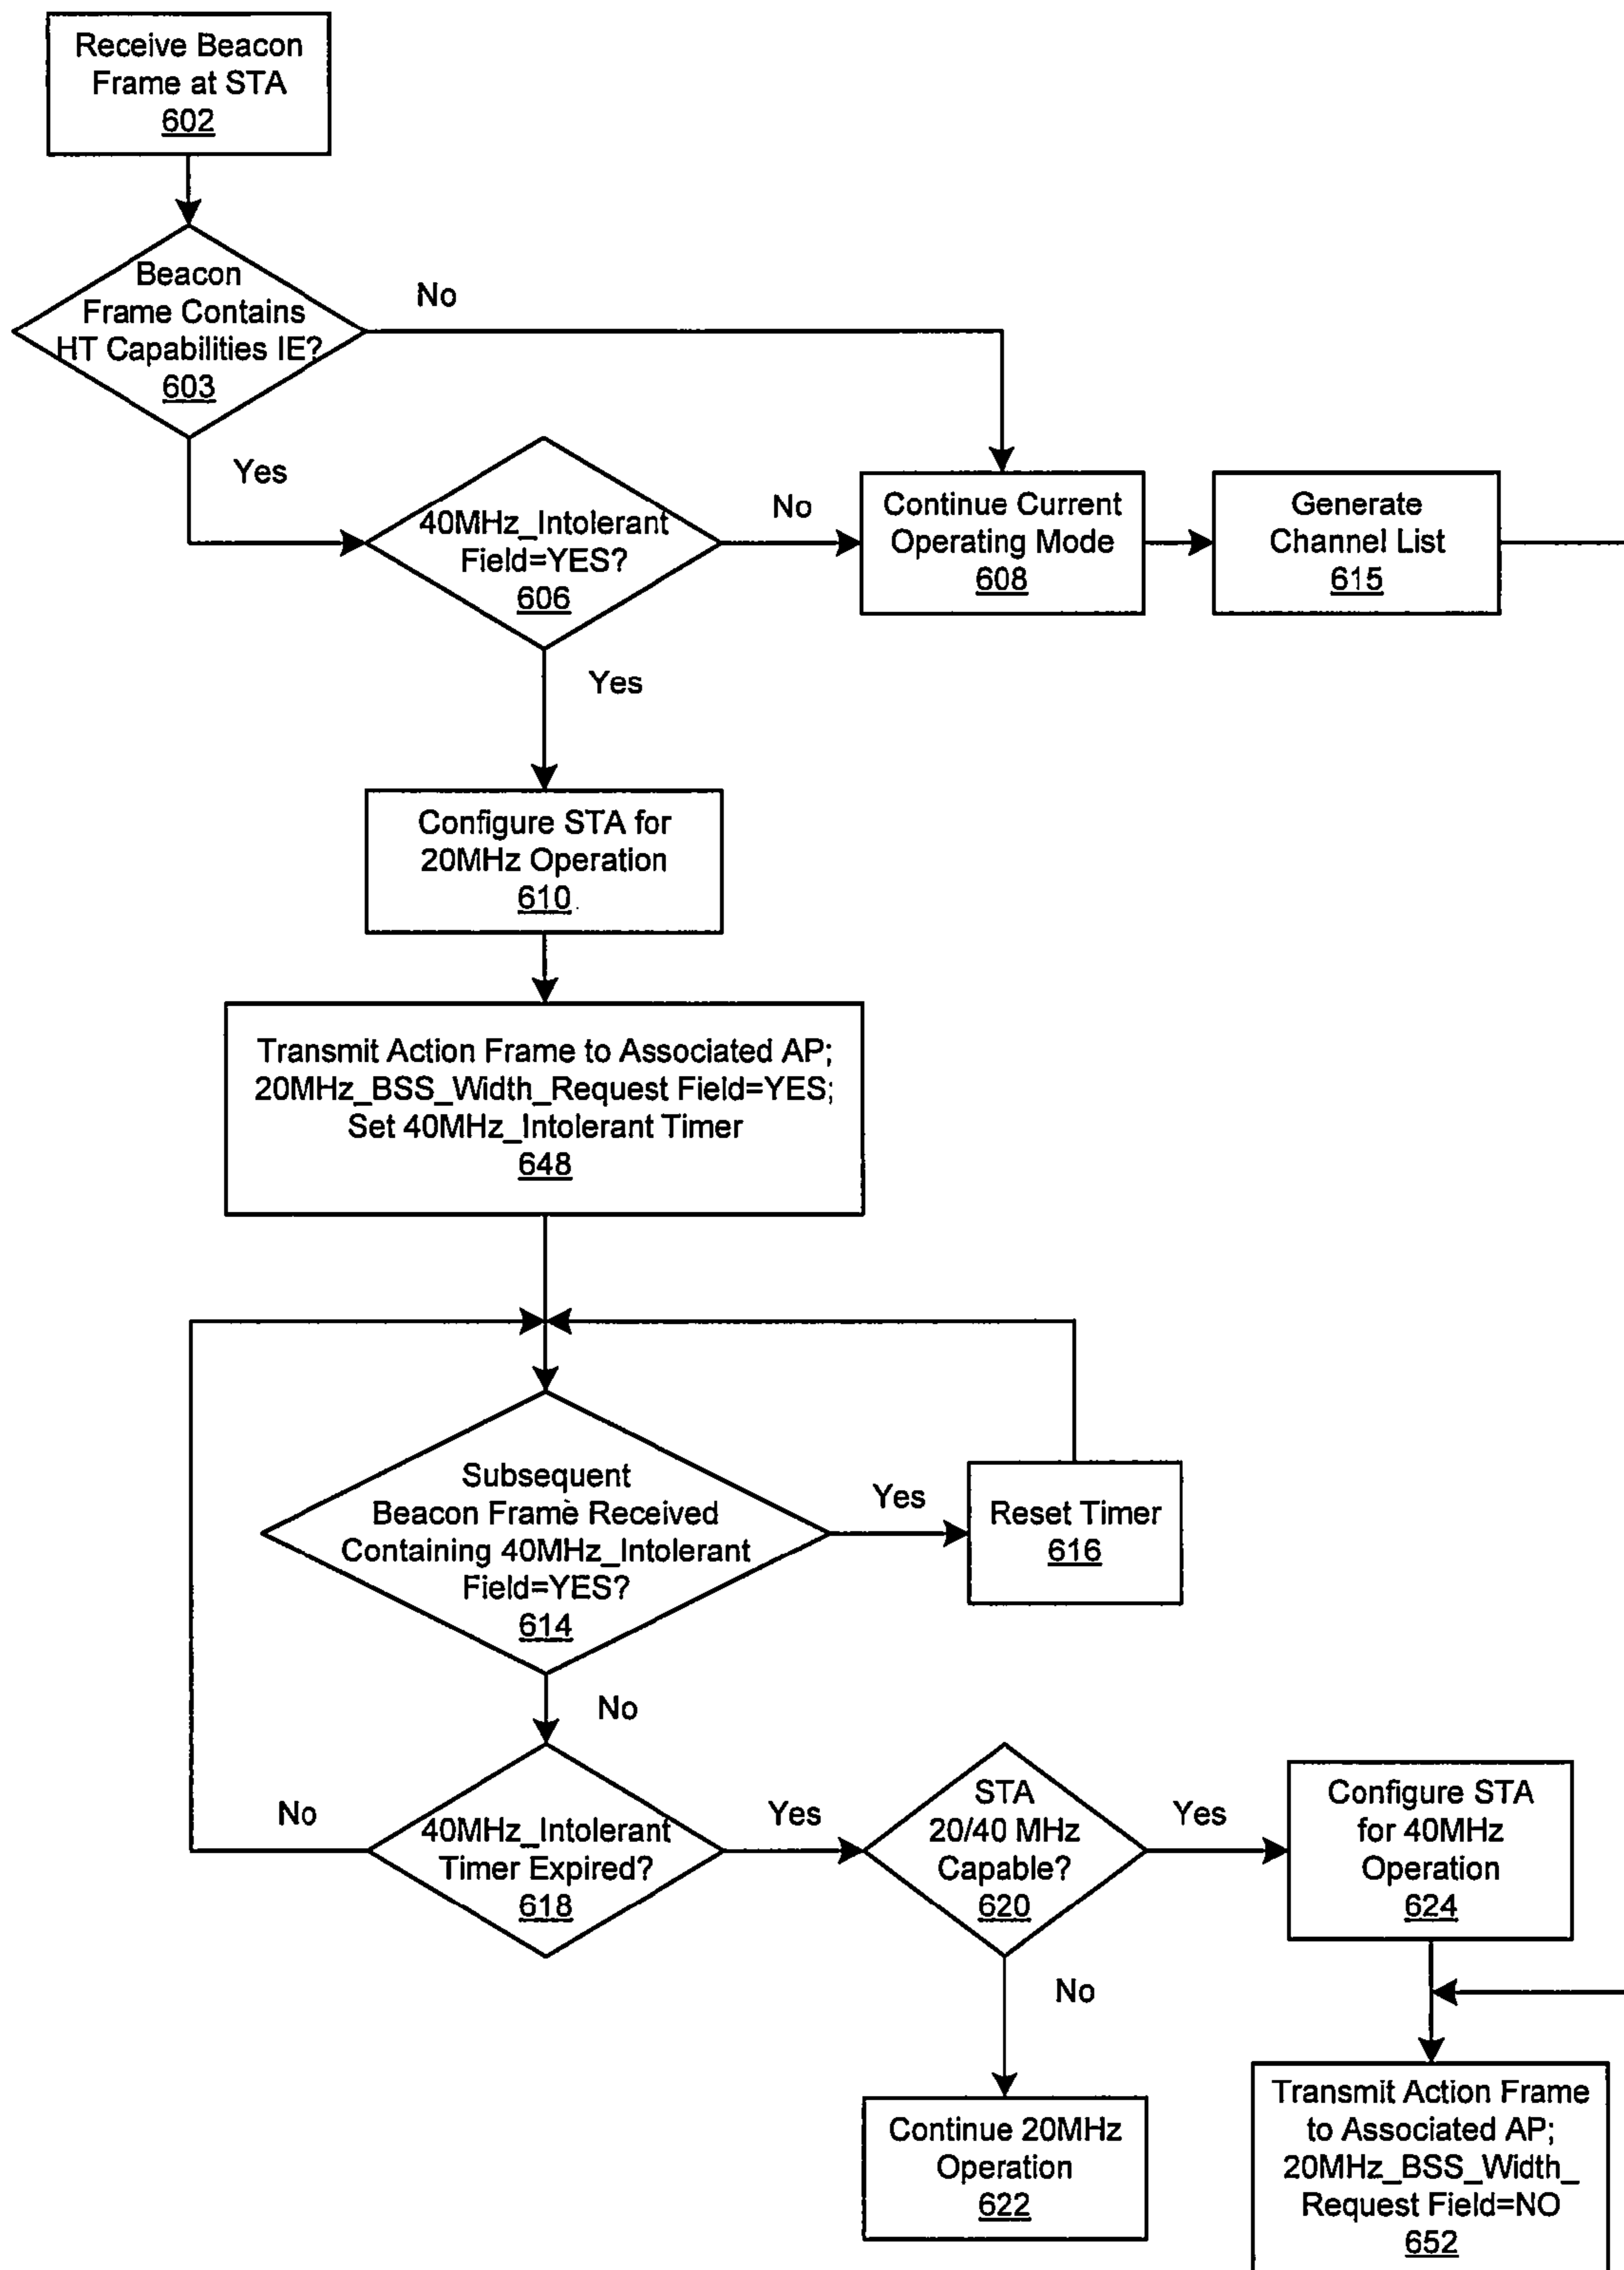 Receive Beacon
Frame at STA
602
Beacon
Frame Contains
HT Capabilities IE?
603
No
Yes
40MHz_Intolerant
Field=YES?
606
No
Continue Current
Operating Mode
608
Generate
Channel List
615
Yes
Configure STA for
20MHz Operation
610
Transmit Action Frame to Associated AP;
20MHz_BSS_Width_Request Field=YES;
Set 40MHz_Intolerant Timer
648
Subsequent
Beacon Frame Received
Containing 40MHz_Intolerant
Field=YES?
614
Yes
Reset Timer
616
No
40MHz_Intolerant
Timer Expired?
618
No
Yes
STA
20/40 MHz
Capable?
620
Yes
Configure STA
for 40MHz
Operation
624
No
Continue 20MHz
Operation
622
Transmit Action Frame
to Associated AP;
20MHz_BSS_Width_
Request Field=NO
652